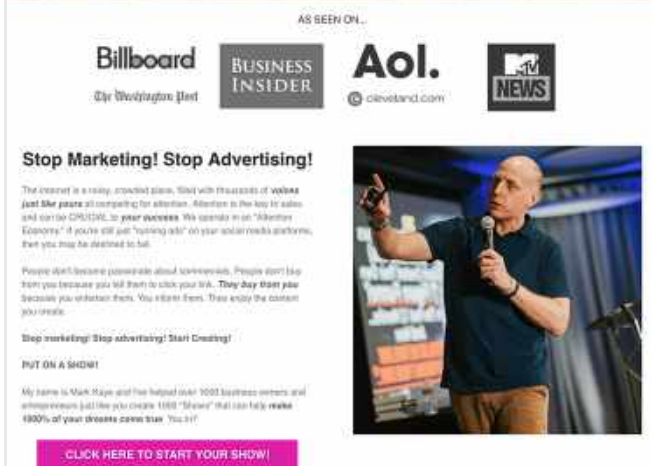 AS SEEN ON...
Billboard
BUSINESS
INSIDER
Aol.
MTV
NEWS
The Washington Post
cleveland.com
Stop Marketing! Stop Advertising!
The internet is a noisy, crowded place, filled with thousands of voices
just like yours all competing for attention. Attention is the key to sales
and can be CRUCIAL to your success. We operate in an "Attention
Economy." If you're still just "running ads" on your social media platforms,
then you may be destined to fail.
People don't become passionate about commercials. People don't buy
from you because you tell them to click your link. They buy from you
because you entertain them. You inform them. They enjoy the content
you create.
Stop marketing! Stop advertising! Start Creating!
PUT ON A SHOW!
My name is Mark Kaye and I've helped over 1000 business owners and
entrepreneurs just like you create 1000 "Shows" that can help make
1000% of your dreams come true. You in?
CLICK HERE TO START YOUR SHOW!